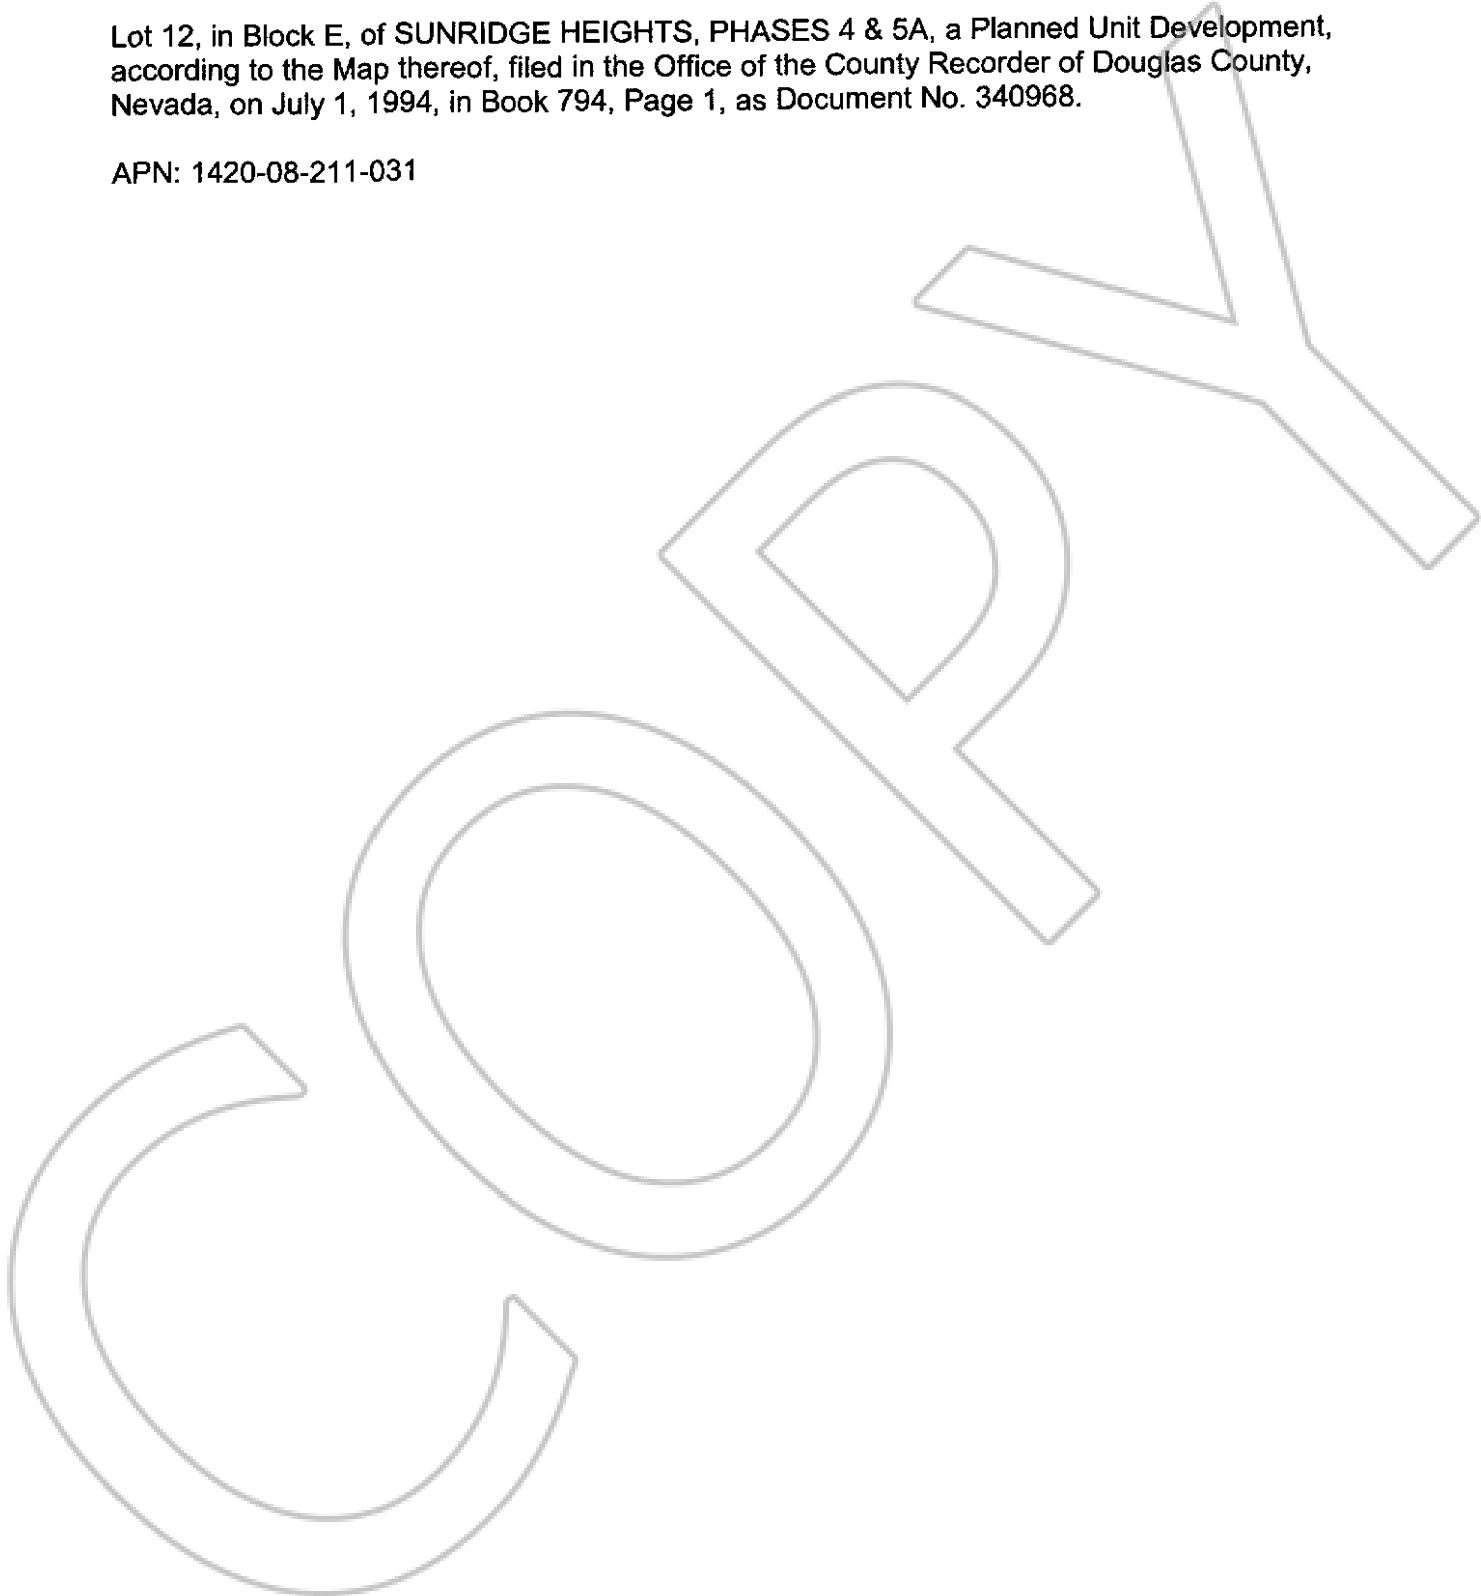 Lot 12, in Block E, of SUNRIDGE HEIGHTS, PHASES 4 & 5A, a Planned Unit Development,
according to the Map thereof, filed in the Office of the County Recorder of Douglas County,
Nevada, on July 1, 1994, in Book 794, Page 1, as Document No. 340968.
APN: 1420-08-211-031
COPY